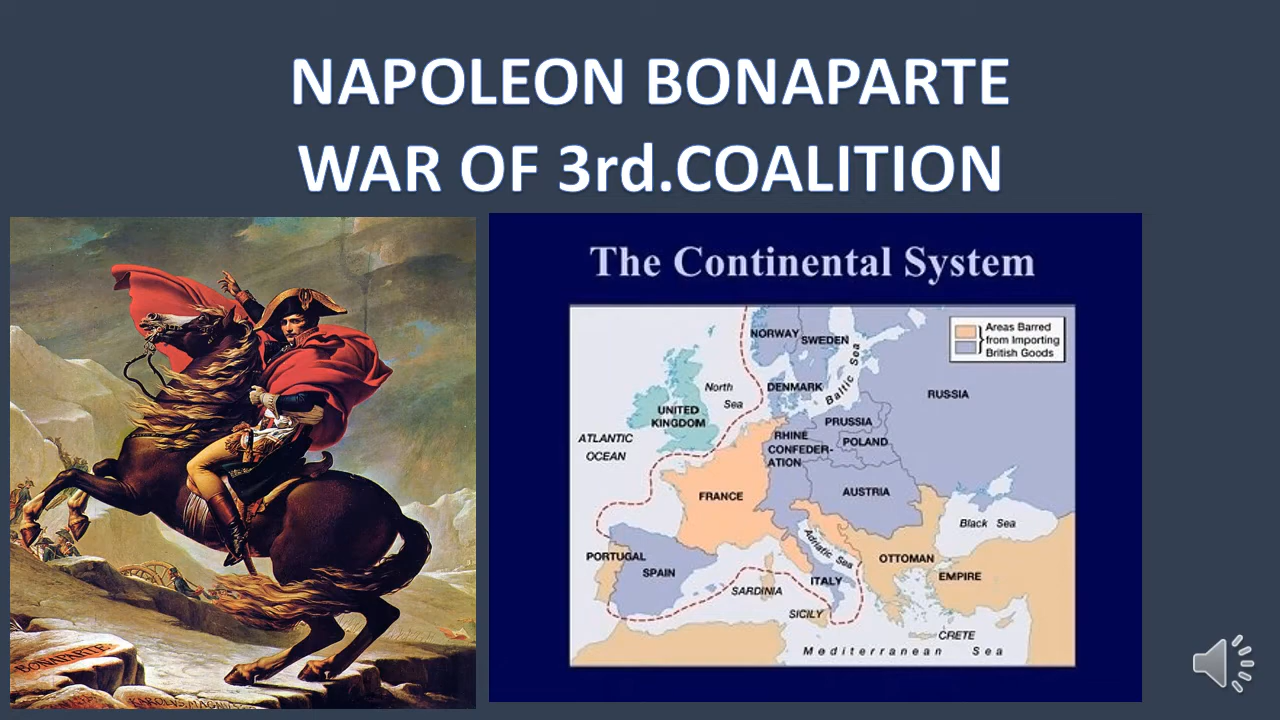 NAPOLEON BONAPARTE
WAR OF 3rd.COALITION
The Continental System
Areas Barred
from Importing
British Goods
NORWAY
SWEDEN
Baltic Sea
North
Sea
DENMARK
RUSSIA
UNITED
KINGDOM
PRUSSIA
ATLANTIC
OCEAN
RHINE
CONFEDER-
ATION
POLAND
FRANCE
AUSTRIA
Black Sea
Adriatic Sea
PORTUGAL
SPAIN
OTTOMAN
EMPIRE
ITALY
SARDINIA
SICILY
CRETE
Mediterranean Sea
BONAPARTE
KAROLVS MAGNVS